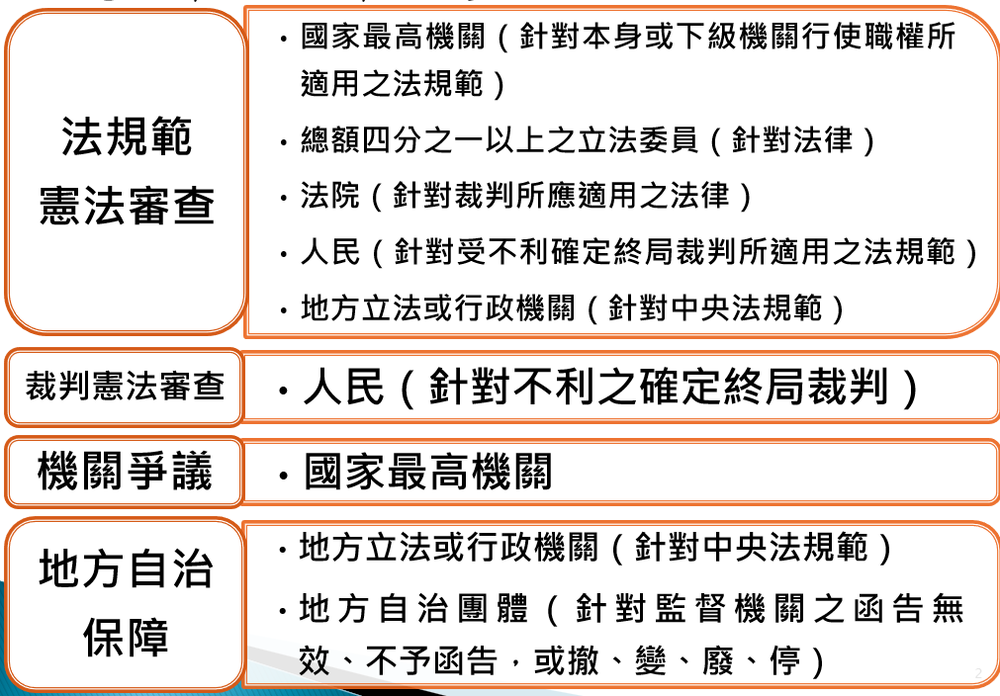 法規範
憲法審查
• 國家最高機關（針對本身或下級機關行使職權所
適用之法規範）
• 總額四分之一以上之立法委員（針對法律）
• 法院（針對裁判所應適用之法律）
• 人民（針對受不利確定終局裁判所適用之法規範）
• 地方立法或行政機關（針對中央法規範）
裁判憲法審查
• 人民（針對不利之確定終局裁判）
機關爭議
• 國家最高機關
地方自治
保障
• 地方立法或行政機關（針對中央法規範）
• 地方自治團體（針對監督機關之函告無
效、不予函告，或撤、變、廢、停）
2